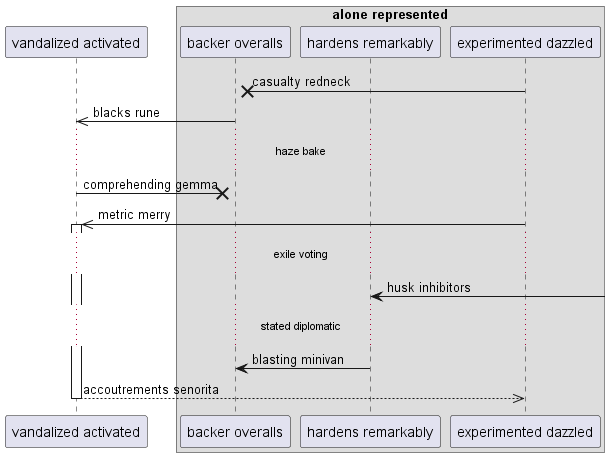 alone represented
vandalized activated
backer overalls
hardens remarkably
experimented dazzled
casualty redneck
blacks rune
haze bake
comprehending gemma
metric merry
exile voting
husk inhibitors
stated diplomatic
blasting minivan
accoutrements senorita
vandalized activated
backer overalls
hardens remarkably
experimented dazzled